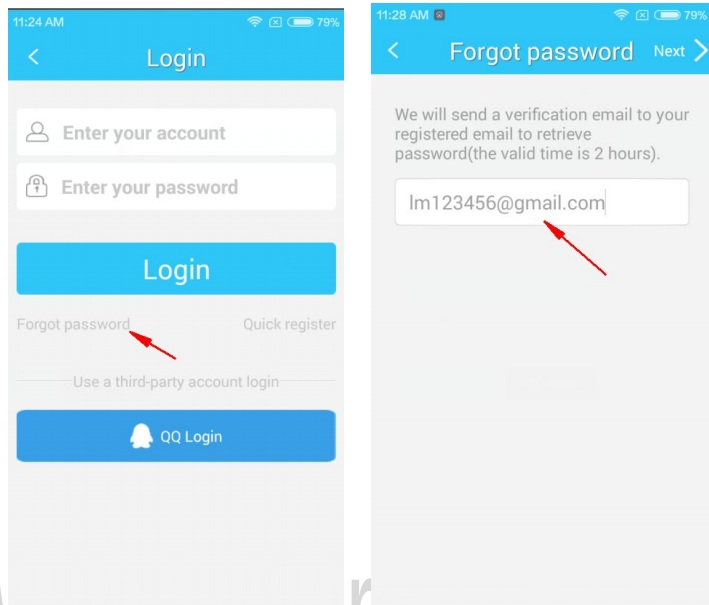 11:24 AM
79%
Login
Enter your account
Enter your password
Login
Forgot password
Quick register
Use a third-party account login
QQ Login
11:28 AM
79%
Forgot password
Next
We will send a verification email to your
registered email to retrieve
password(the valid time is 2 hours).
lm123456@gmail.com